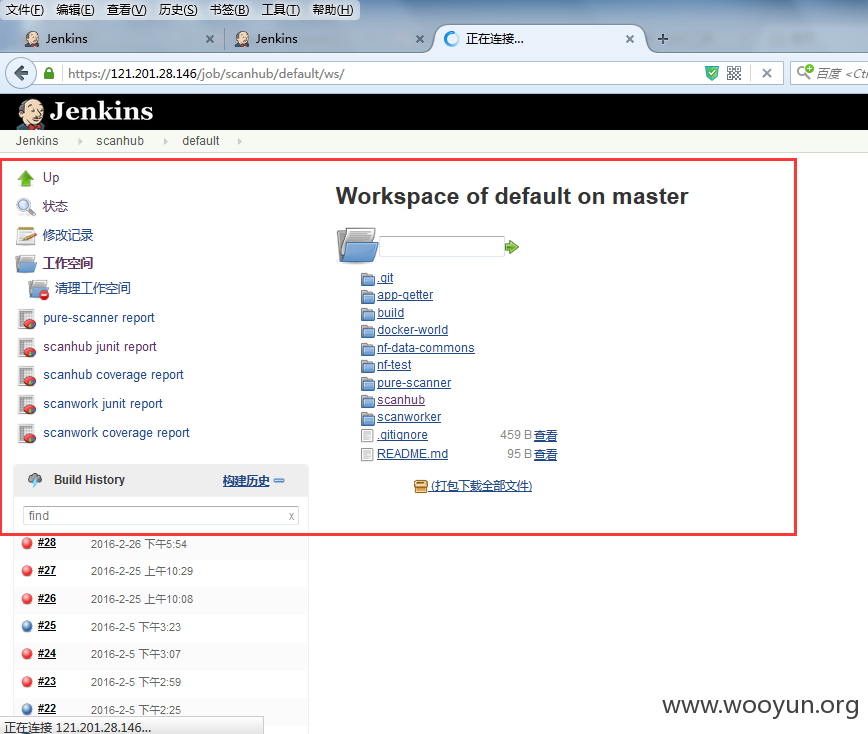 文件(F) 编辑(E) 查看(V) 历史(S) 书签(B) 工具(T) 帮助(H)
Jenkins × Jenkins × 正在连接... × +
https://121.201.28.146/job/scanhub/default/ws/
百度 <Ct
Jenkins
Jenkins scanhub default
Up
状态
修改记录
工作空间
清理工作空间
pure-scanner report
scanhub junit report
scanhub coverage report
scanwork junit report
scanwork coverage report
Workspace of default on master
.git
app-getter
build
docker-world
nf-data-commons
nf-test
pure-scanner
scanhub
scanworker
.gitignore 459 B 查看
README.md 95 B 查看
(打包下载全部文件)
Build History 构建历史
find x
#28 2016-2-26 下午5:54
#27 2016-2-25 上午10:29
#26 2016-2-25 上午10:08
#25 2016-2-5 下午3:23
#24 2016-2-5 下午3:07
#23 2016-2-5 下午2:59
#22 2016-2-5 下午2:25
正在连接 121.201.28.146...
www.wooyun.org